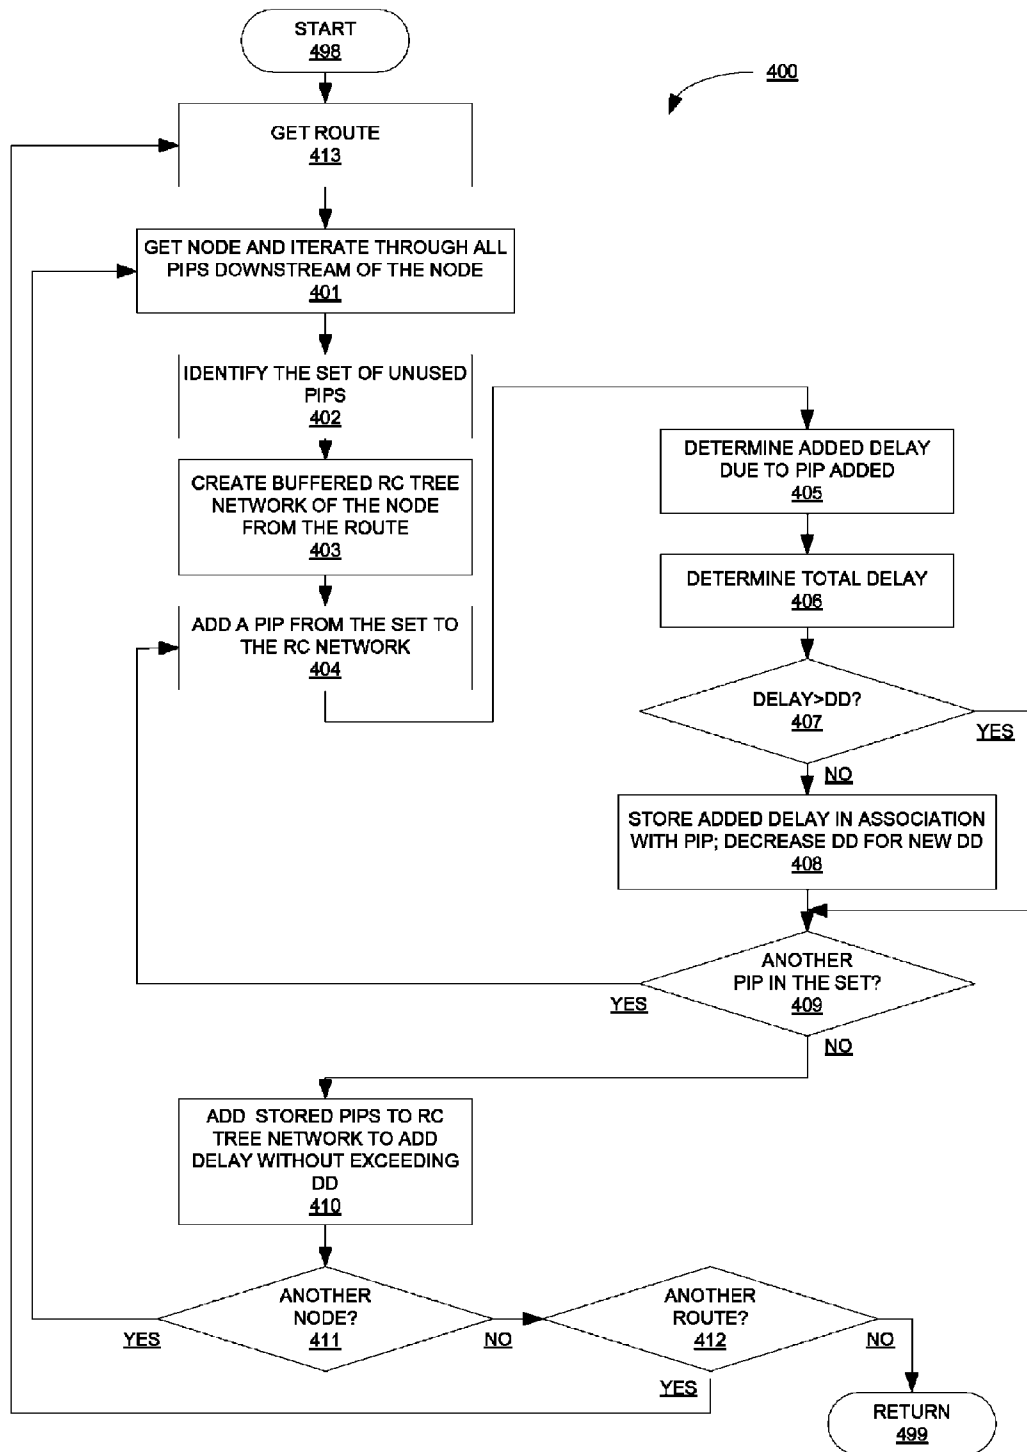 START
498
400
GET ROUTE
413
GET NODE AND ITERATE THROUGH ALL
PIPS DOWNSTREAM OF THE NODE
401
IDENTIFY THE SET OF UNUSED
PIPS
402
CREATE BUFFERED RC TREE
NETWORK OF THE NODE
FROM THE ROUTE
403
ADD A PIP FROM THE SET TO
THE RC NETWORK
404
DETERMINE ADDED DELAY
DUE TO PIP ADDED
405
DETERMINE TOTAL DELAY
406
DELAY>DD?
407
YES
NO
STORE ADDED DELAY IN ASSOCIATION
WITH PIP; DECREASE DD FOR NEW DD
408
ANOTHER
PIP IN THE SET?
409
YES
NO
ADD STORED PIPS TO RC
TREE NETWORK TO ADD
DELAY WITHOUT EXCEEDING
DD
410
ANOTHER
NODE?
411
YES
NO
ANOTHER
ROUTE?
412
NO
YES
RETURN
499